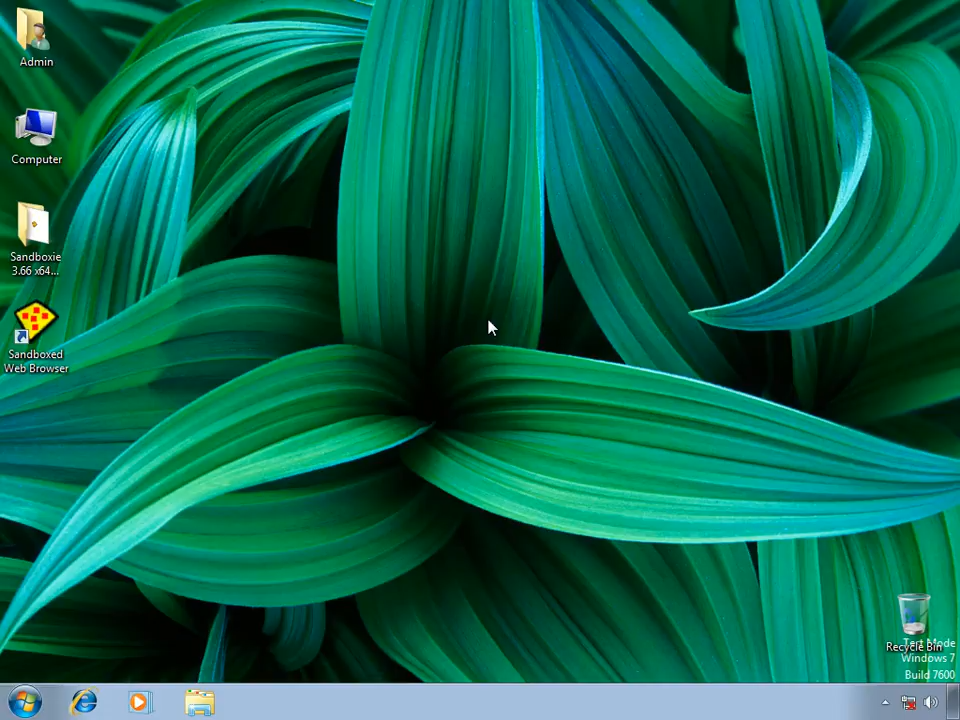 Admin
Computer
Sandboxie
3.66 x64...
Sandboxed
Web Browser
Recycle Bin
Test Mode
Windows 7
Build 7600